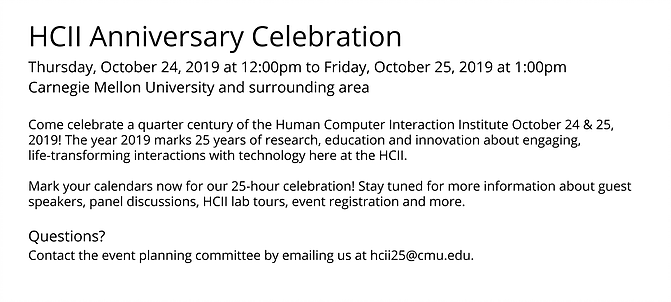 HCII Anniversary Celebration
Thursday, October 24, 2019 at 12:00pm to Friday, October 25, 2019 at 1:00pm
Carnegie Mellon University and surrounding area
Come celebrate a quarter century of the Human Computer Interaction Institute October 24 & 25,
2019! The year 2019 marks 25 years of research, education and innovation about engaging,
life-transforming interactions with technology here at the HCII.
Mark your calendars now for our 25-hour celebration! Stay tuned for more information about guest
speakers, panel discussions, HCII lab tours, event registration and more.
Questions?
Contact the event planning committee by emailing us at hcii25@cmu.edu.